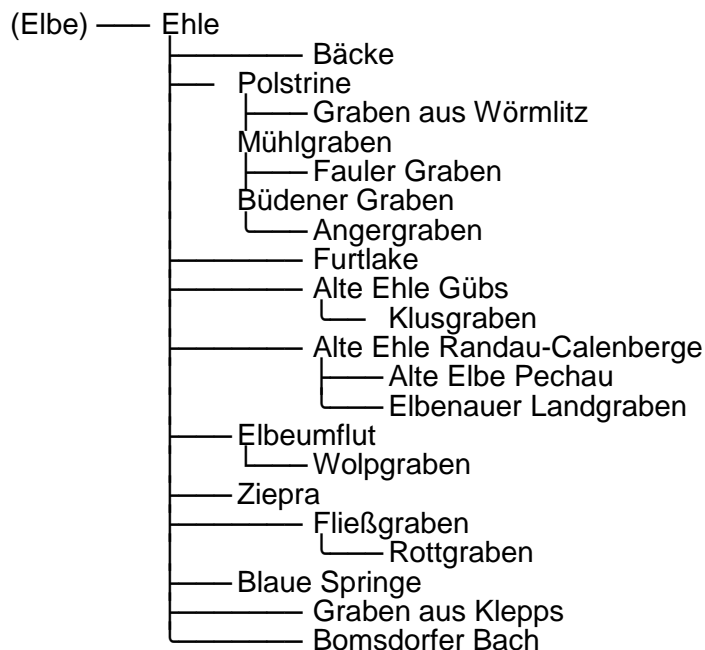 (Elbe) Ehle
Bäcke
Polstrine
Graben aus Wörmlitz
Mühlgraben
Fauler Graben
Büdener Graben
Angergraben
Furtlake
Alte Ehle Gübs
Klusgraben
Alte Ehle Randau-Calenberge
Alte Elbe Pechau
Elbenauer Landgraben
Elbeumflut
Wolpgraben
Ziepra
Fließgraben
Rottgraben
Blaue Springe
Graben aus Klepps
Bomsdorfer Bach